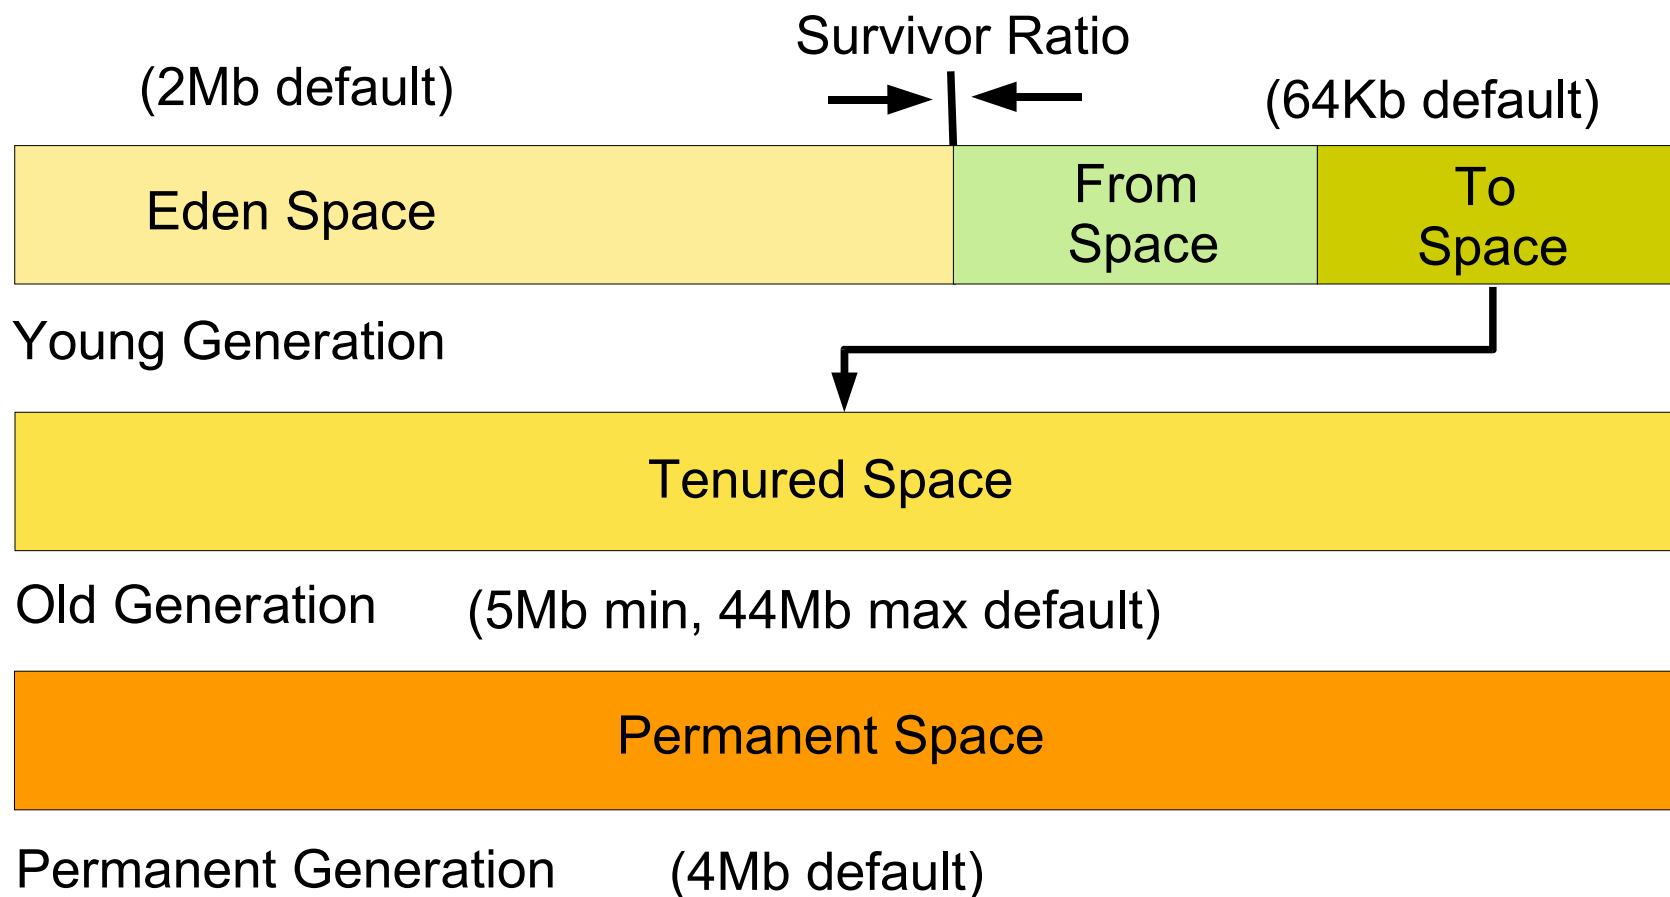 Survivor Ratio
(2Mb default)
(64Kb default)
Eden Space
From
Space
To
Space
Young Generation
Tenured Space
Old Generation
(5Mb min, 44Mb max default)
Permanent Space
Permanent Generation
(4Mb default)